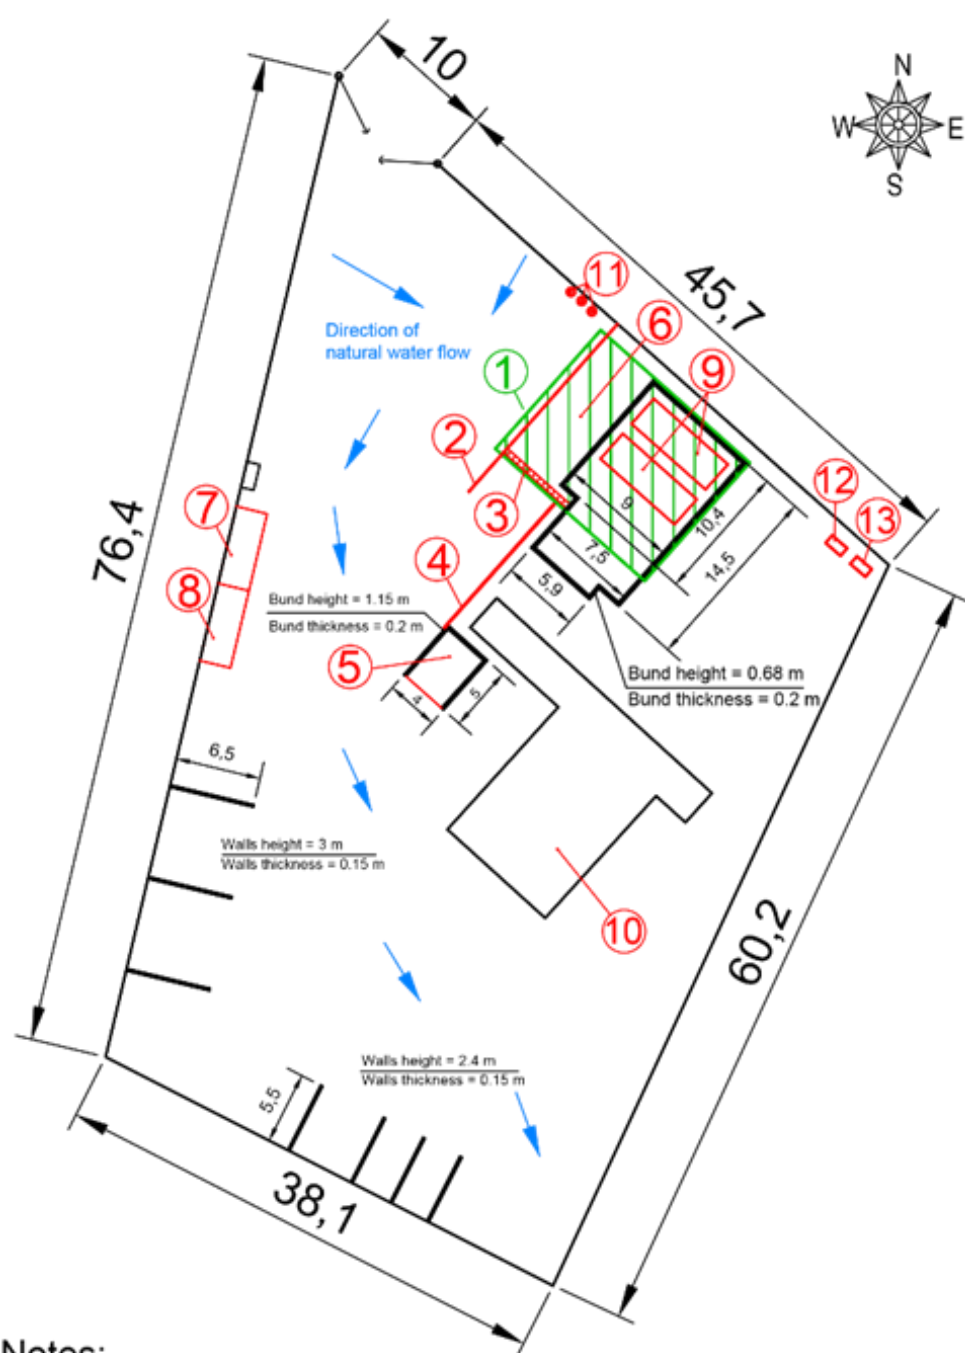 10
N
W
E
S
45,7
11
6
Direction of
natural water flow
1
9
2
12
13
3
9
10,4
76,4
7
7,5
14,5
4
8
5,9
Bund height = 1.15 m
Bund thickness = 0.2 m
5
Bund height = 0.68 m
Bund thickness = 0.2 m
4
5
6,5
Walls height = 3 m
Walls thickness = 0.15 m
10
60,2
Walls height = 2.4 m
Walls thickness = 0.15 m
5,5
38,1
Notes: